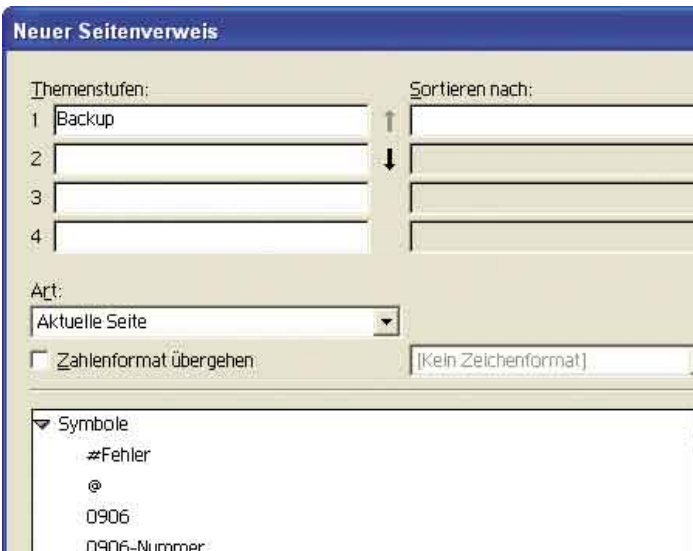 Neuer Seitenverweis
Themenstufen: Sortieren nach:
1 Backup
2
3
4
Art:
Aktuelle Seite
Zahlenformat übergehen [Kein Zeichenformat]
Symbole
#Fehler
@
0906
0906-Nummer